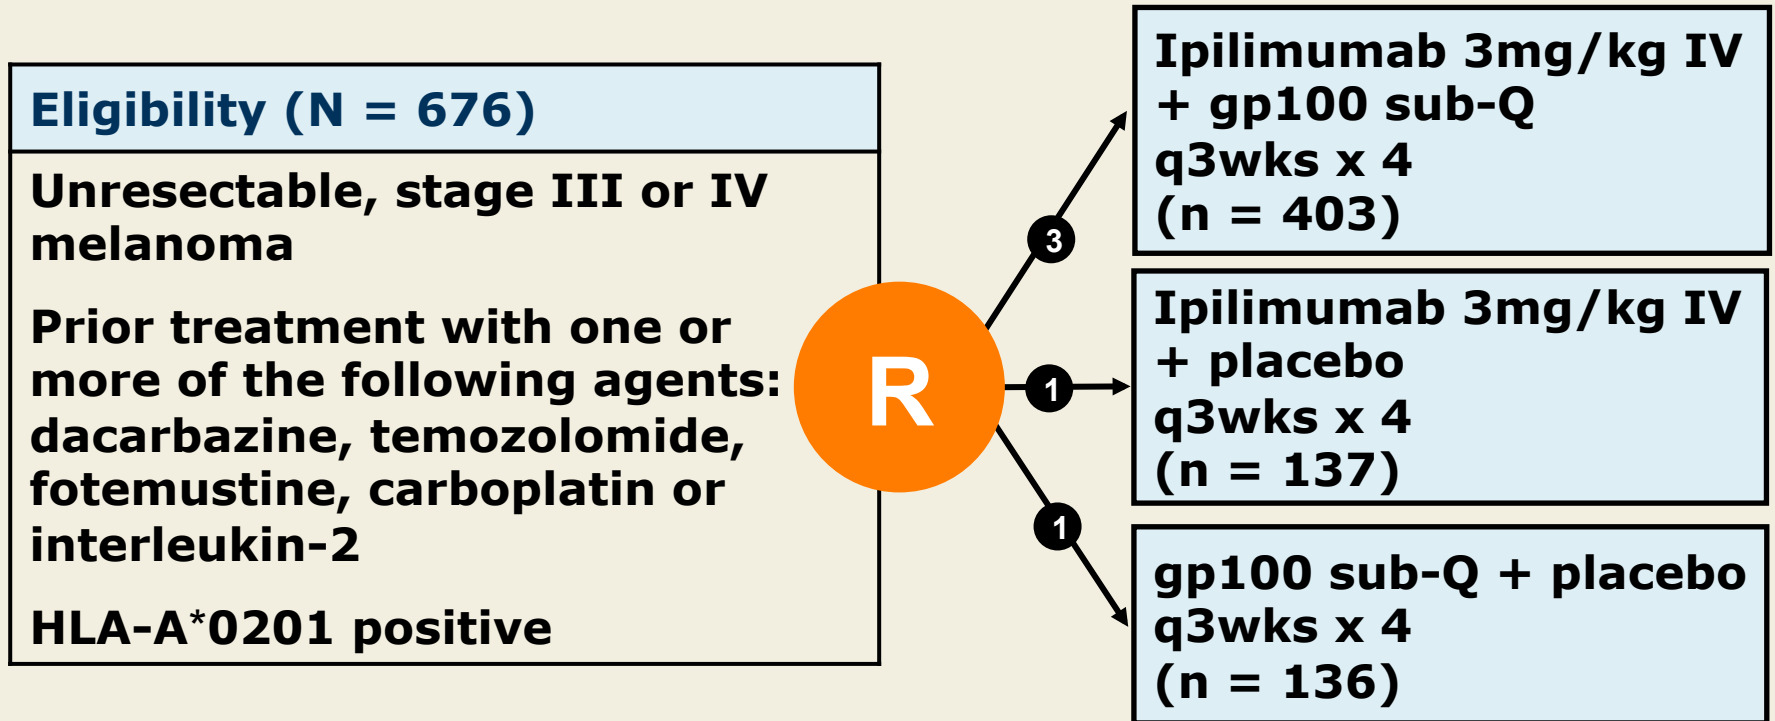 Eligibility (N = 676)
Unresectable, stage III or IV
melanoma
Prior treatment with one or
more of the following agents:
dacarbazine, temozolomide,
fotemustine, carboplatin or
interleukin-2
HLA-A*0201 positive
R
3
1
1
Ipilimumab 3mg/kg IV
+ gp100 sub-Q
q3wks x 4
(n = 403)
Ipilimumab 3mg/kg IV
+ placebo
q3wks x 4
(n = 137)
gp100 sub-Q + placebo
q3wks x 4
(n = 136)